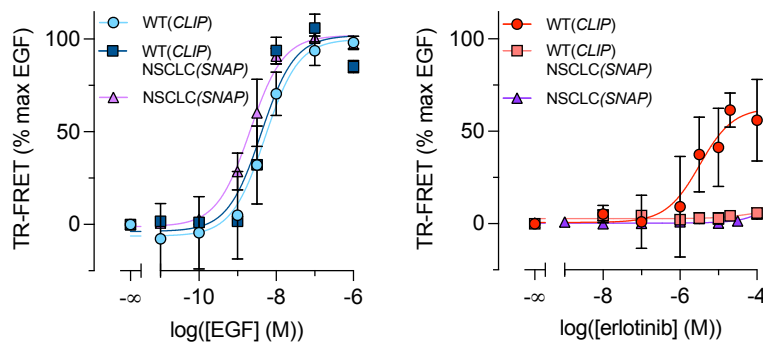 WT(CLIP)
WT(CLIP)
NSCLC(SNAP)
NSCLC(SNAP)
TR-FRET (% max EGF)
100
50
0
-∞
-10
-8
-6
log([EGF] (M))
WT(CLIP)
WT(CLIP)
NSCLC(SNAP)
NSCLC(SNAP)
TR-FRET (% max EGF)
100
50
0
-∞
-8
-6
-4
log([erlotinib] (M))